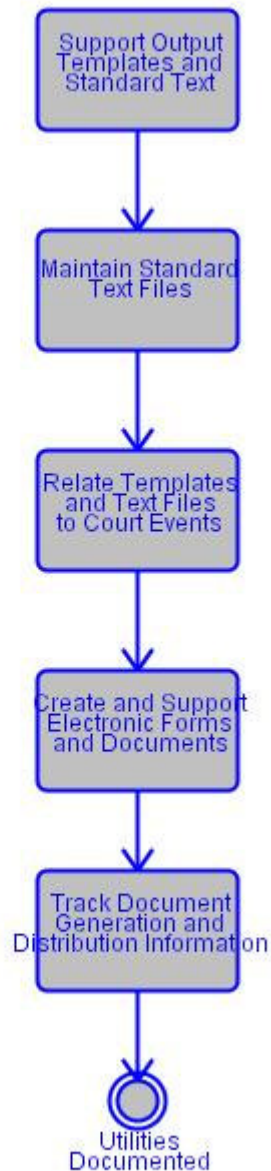 Support Output
Templates and
Standard Text
Maintain Standard
Text Files
Relate Templates
and Text Files
to Court Events
Create and Support
Electronic Forms
and Documents
Track Document
Generation and
Distribution Information
Utilities
Documented